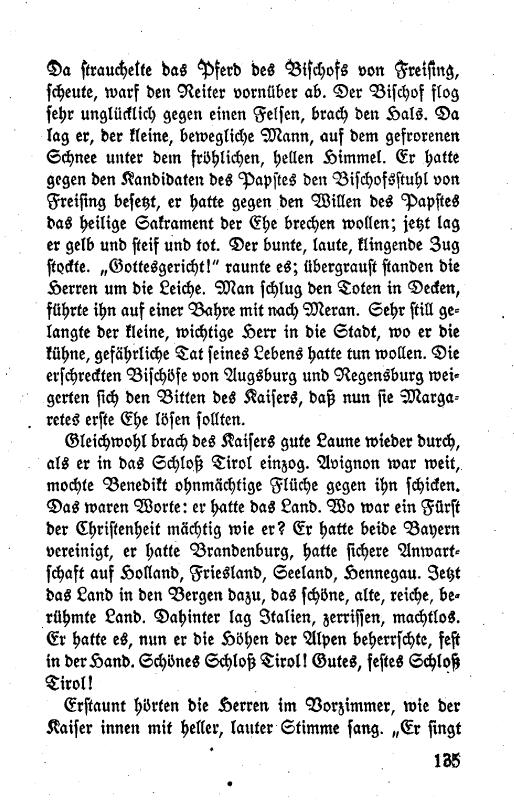 Da strauchelte das Pferd des Bischofs von Freising,
scheute, warf den Reiter vornüber ab. Der Bischof flog
sehr unglücklich gegen einen Felsen, brach den Hals. Da
lag er, der kleine, bewegliche Mann, auf dem gefrorenen
Schnee unter dem fröhlichen, hellen Himmel. Er hatte
gegen den Kandidaten des Papstes den Bischofsstuhl von
Freising besetzt, er hatte gegen den Willen des Papstes
das heilige Sakrament der Ehe brechen wollen; jetzt lag
er gelb und steif und tot. Der bunte, laute, klingende Zug
stockte. „Gottesgericht!“ raunte es; übergraust standen die
Herren um die Leiche. Man schlug den Toten in Decken,
führte ihn auf einer Bahre mit nach Meran. Sehr still ge-
langte der kleine, wichtige Herr in die Stadt, wo er die
kühne, gefährliche Tat seines Lebens hatte tun wollen. Die
erschreckten Bischöfe von Augsburg und Regensburg wei-
gerten sich den Bitten des Kaisers, daß nun sie Marga-
retes erste Ehe lösen sollten.
Gleichwohl brach des Kaisers gute Laune wieder durch,
als er in das Schloß Tirol einzog. Avignon war weit,
mochte Benedikt ohnmächtige Flüche gegen ihn schicken.
Das waren Worte: er hatte das Land. Wo war ein Fürst
der Christenheit mächtig wie er? Er hatte beide Bayern
vereinigt, er hatte Brandenburg, hatte sichere Anwart-
schaft auf Holland, Friesland, Seeland, Hennegau. Jetzt
das Land in den Bergen dazu, das schöne, alte, reiche, be-
rühmte Land. Dahinter lag Italien, zerrissen, machtlos.
Er hatte es, nun er die Höhen der Alpen beherrschte, fest
in der Hand. Schönes Schloß Tirol! Gutes, festes Schloß
Tirol!
Erstaunt hörten die Herren im Vorzimmer, wie der
Kaiser innen mit heller, lauter Stimme sang. „Er singt
135